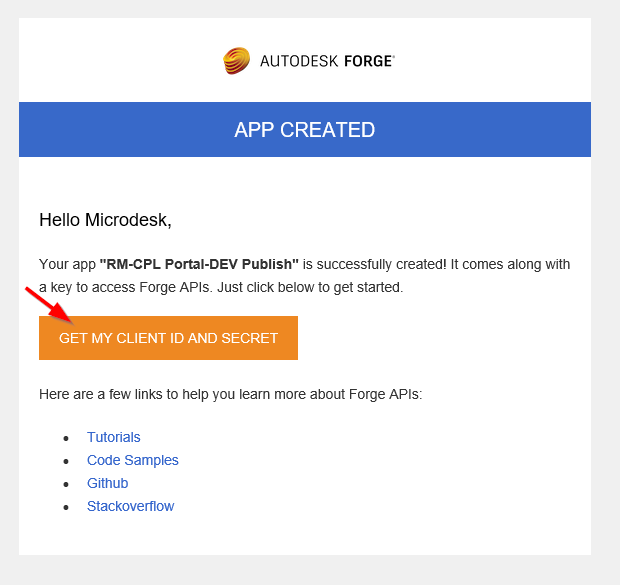 AUTODESK FORGE
APP CREATED
Hello Microdesk,
Your app "RM-CPL Portal-DEV Publish" is successfully created! It comes along with
a key to access Forge APIs. Just click below to get started.
GET MY CLIENT ID AND SECRET
Here are a few links to help you learn more about Forge APIs:
Tutorials
Code Samples
Github
Stackoverflow